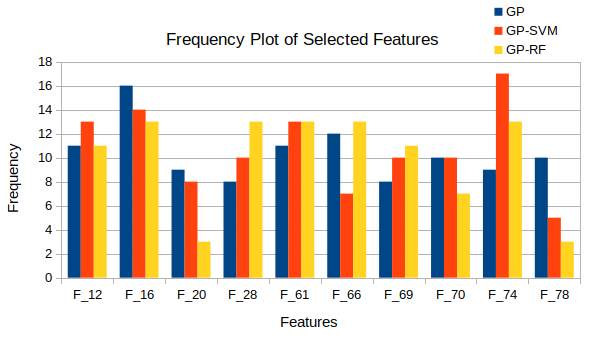 GP
GP-SVM
GP-RF
Frequency Plot of Selected Features
18
16
14
12
10
8
6
4
2
0
Frequency
F_12 F_16 F_20 F_28 F_61 F_66 F_69 F_70 F_74 F_78
Features